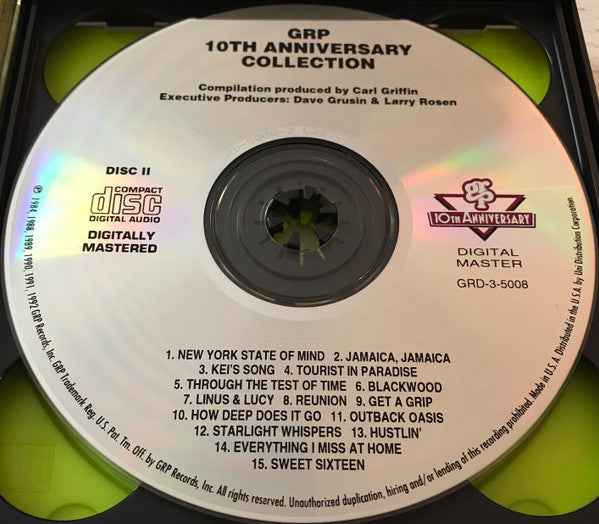 GRP
10TH ANNIVERSARY
COLLECTION
Compilation produced by Carl Griffin
Executive Producers: Dave Grusin & Larry Rosen
DISC II
COMPACT
disc
DIGITAL AUDIO
DIGITALLY
MASTERED
GRP
10TH ANNIVERSARY
DIGITAL
MASTER
GRD-3-5008
1. NEW YORK STATE OF MIND 2. JAMAICA, JAMAICA
3. KEI'S SONG 4. TOURIST IN PARADISE
5. THROUGH THE TEST OF TIME 6. BLACKWOOD
7. LINUS & LUCY 8. REUNION 9. GET A GRIP
10. HOW DEEP DOES IT GO 11. OUTBACK OASIS
12. STARLIGHT WHISPERS 13. HUSTLIN'
14. EVERYTHING I MISS AT HOME
15. SWEET SIXTEEN
℗ 1984, 1988, 1989, 1990, 1991, 1992 GRP Records, Inc. GRP Trademark Reg. U.S. Pat. Tm. Off. by GRP Records, Inc. All rights reserved. Unauthorized duplication, hiring and/or lending of this recording prohibited. Made in U.S.A. Distributed in the U.S.A. by Uni Distribution Corporation